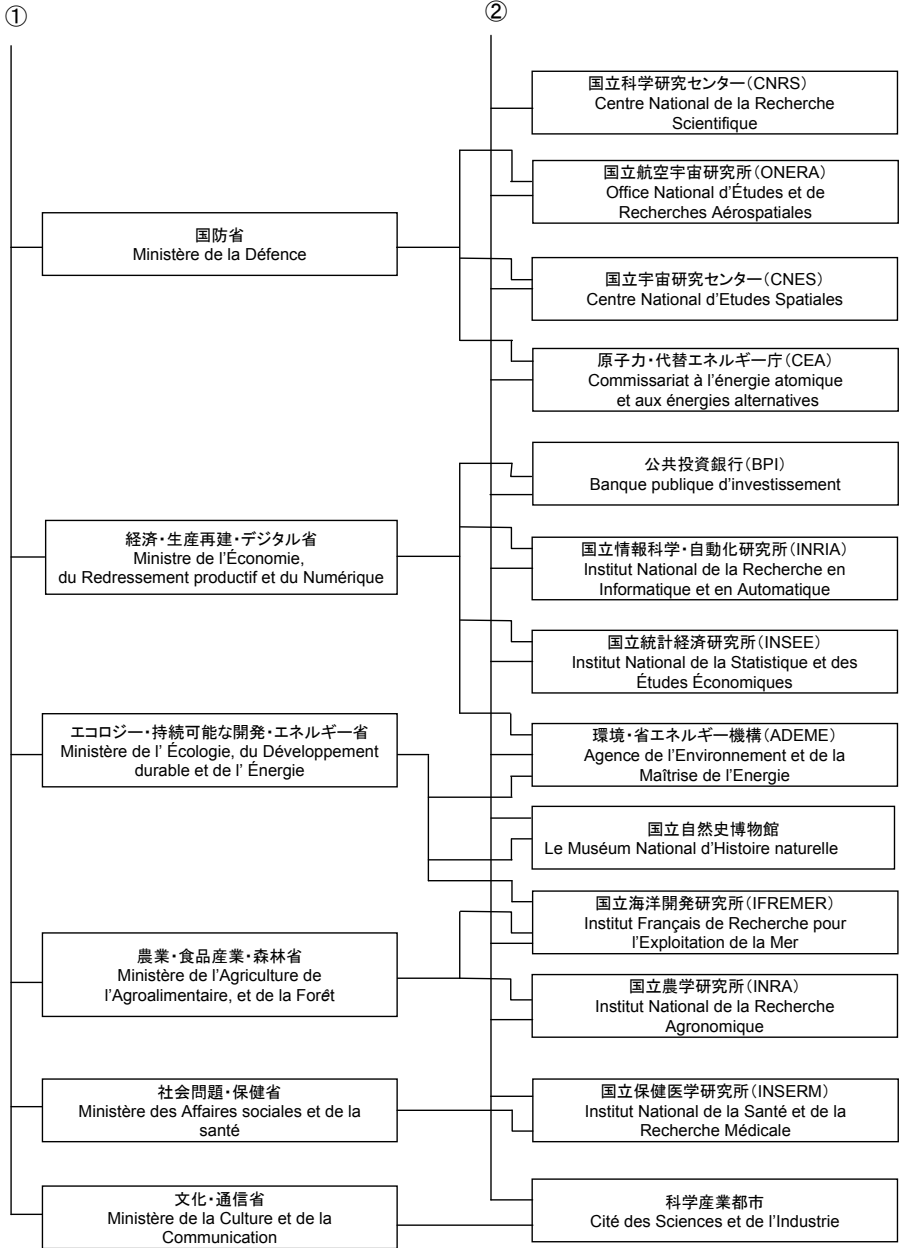 ①
②
国立科学研究センター(CNRS)
Centre National de la Recherche
Scientifique
国立航空宇宙研究所(ONERA)
Office National d'Études et de
Recherches Aérospatiales
国防省
Ministère de la Défence
国立宇宙研究センター(CNES)
Centre National d'Etudes Spatiales
原子力・代替エネルギー庁(CEA)
Commissariat à l'énergie atomique
et aux énergies alternatives
公共投資銀行(BPI)
Banque publique d'investissement
経済・生産再建・デジタル省
Ministre de l'Économie,
du Redressement productif et du Numérique
国立情報科学・自動化研究所(INRIA)
Institut National de la Recherche en
Informatique et en Automatique
国立統計経済研究所(INSEE)
Institut National de la Statistique et des
Études Économiques
エコロジー・持続可能な開発・エネルギー省
Ministère de l' Écologie, du Développement
durable et de l' Énergie
環境・省エネルギー機構(ADEME)
Agence de l'Environnement et de la
Maîtrise de l'Energie
国立自然史博物館
Le Muséum National d'Histoire naturelle
国立海洋開発研究所(IFREMER)
Institut Français de Recherche pour
l'Exploitation de la Mer
農業・食品産業・森林省
Ministère de l'Agriculture de
l'Agroalimentaire, et de la Forêt
国立農学研究所(INRA)
Institut National de la Recherche
Agronomique
社会問題・保健省
Ministère des Affaires sociales et de la
santé
国立保健医学研究所(INSERM)
Institut National de la Santé et de la
Recherche Médicale
文化・通信省
Ministère de la Culture et de la
Communication
科学産業都市
Cité des Sciences et de l'Industrie